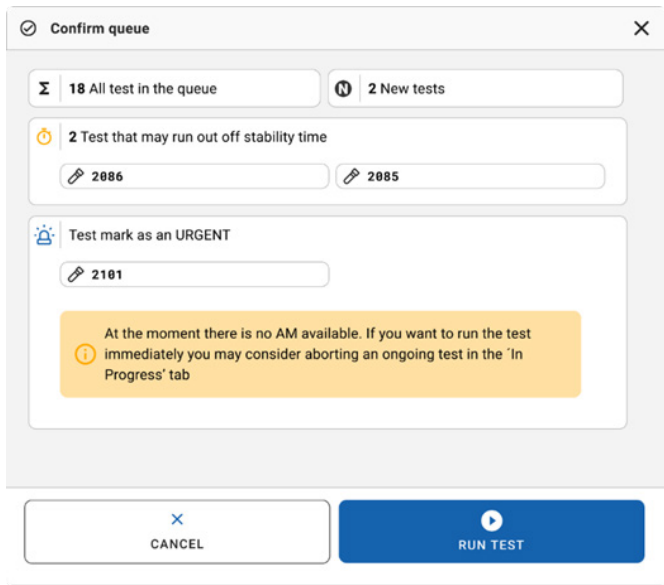 Confirm queue
Σ 18 All test in the queue
N 2 New tests
2 Test that may run out off stability time
2086
2085
Test mark as an URGENT
2101
At the moment there is no AM available. If you want to run the test
immediately you may consider aborting an ongoing test in the ´In
Progress’ tab
CANCEL
RUN TEST